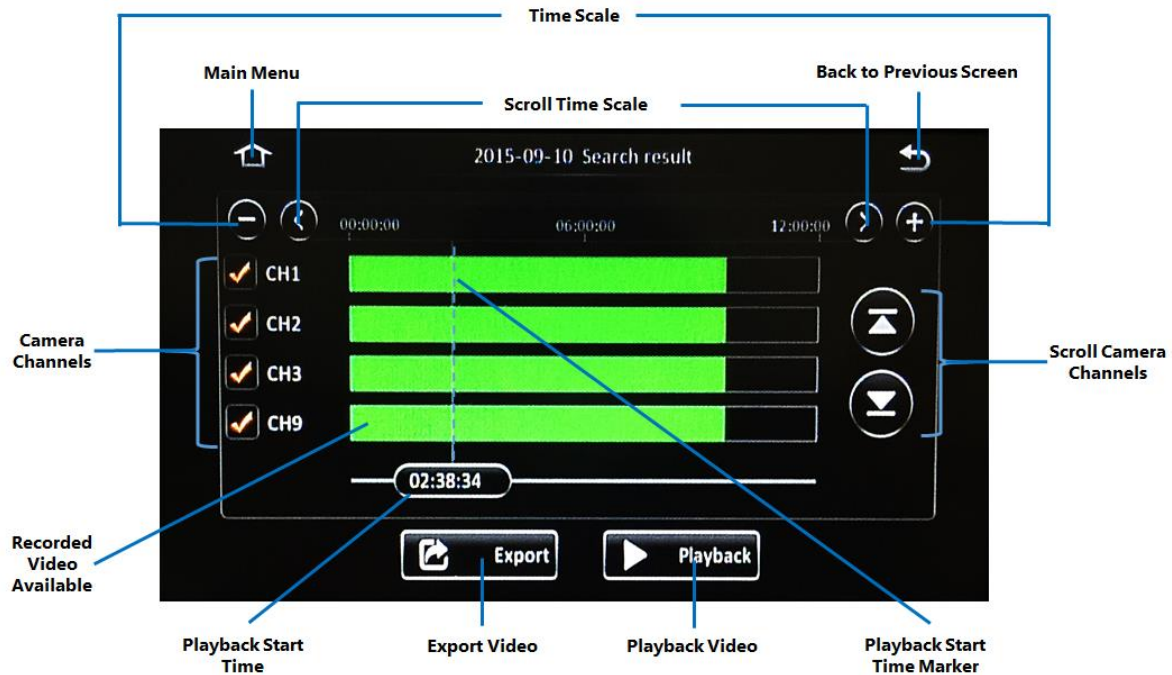 Time Scale
Main Menu
Back to Previous Screen
Scroll Time Scale
2015-09-10 Search result
00:00:00 06:00:00 12:00:00
CH1
CH2
CH3
CH9
Camera
Channels
Scroll Camera
Channels
02:38:34
Export Playback
Recorded
Video
Available
Playback Start
Time
Export Video
Playback Video
Playback Start
Time Marker